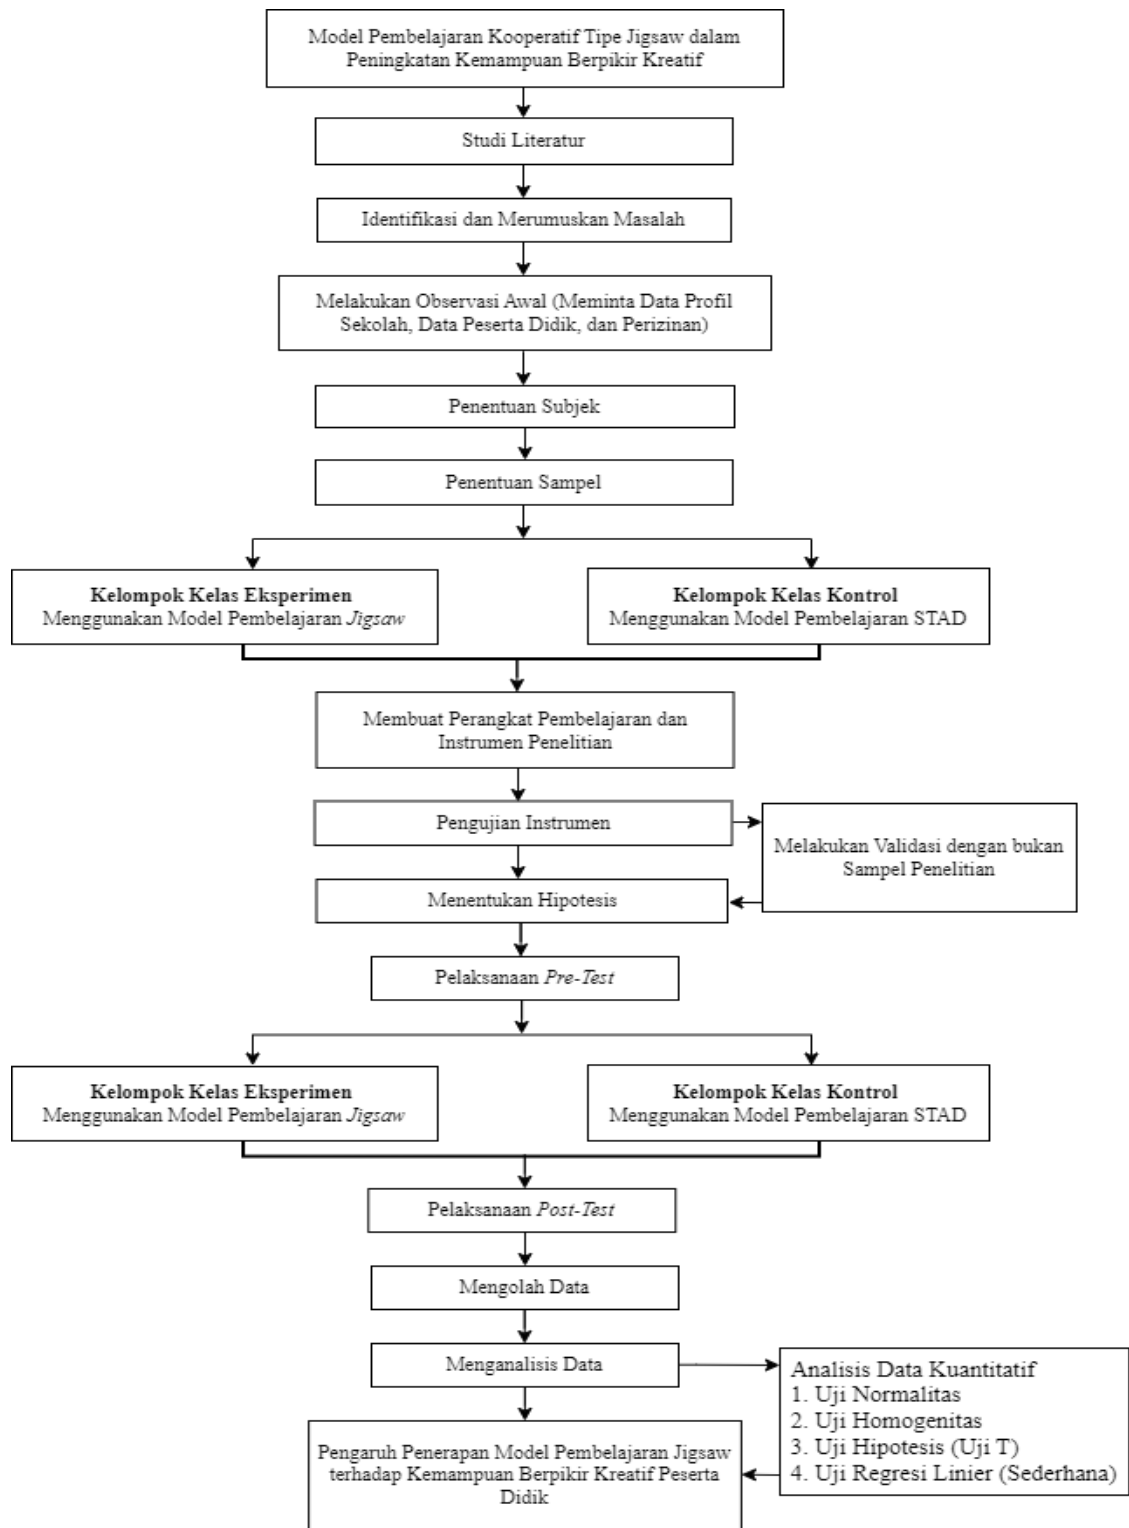 Model Pembelajaran Kooperatif Tipe Jigsaw dalam
Peningkatan Kemampuan Berpikir Kreatif
Studi Literatur
Identifikasi dan Merumuskan Masalah
Melakukan Observasi Awal (Meminta Data Profil
Sekolah, Data Peserta Didik, dan Perizinan)
Penentuan Subjek
Penentuan Sampel
Kelompok Kelas Eksperimen
Menggunakan Model Pembelajaran Jigsaw
Kelompok Kelas Kontrol
Menggunakan Model Pembelajaran STAD
Membuat Perangkat Pembelajaran dan
Instrumen Penelitian
Pengujian Instrumen
Melakukan Validasi dengan bukan
Sampel Penelitian
Menentukan Hipotesis
Pelaksanaan Pre-Test
Kelompok Kelas Eksperimen
Menggunakan Model Pembelajaran Jigsaw
Kelompok Kelas Kontrol
Menggunakan Model Pembelajaran STAD
Pelaksanaan Post-Test
Mengolah Data
Menganalisis Data
Analisis Data Kuantitatif
1. Uji Normalitas
2. Uji Homogenitas
3. Uji Hipotesis (Uji T)
4. Uji Regresi Linier (Sederhana)
Pengaruh Penerapan Model Pembelajaran Jigsaw
terhadap Kemampuan Berpikir Kreatif Peserta
Didik